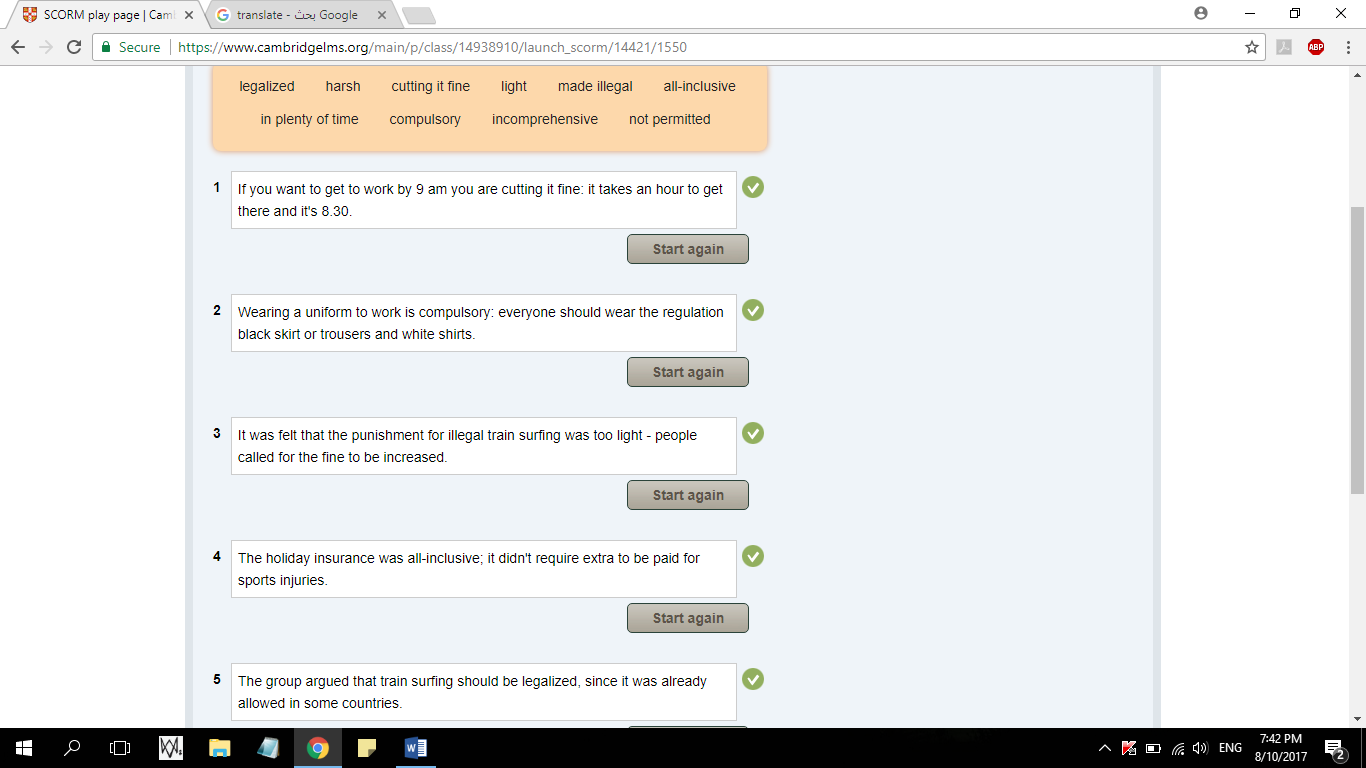 SCORM play page | Cam
translate - بحث Google
Secure | https://www.cambridgelms.org/main/p/class/14938910/launch_scorm/14421/1550
ABP
legalized harsh cutting it fine light made illegal all-inclusive
in plenty of time compulsory incomprehensive not permitted
1 If you want to get to work by 9 am you are cutting it fine: it takes an hour to get
there and it's 8.30.
Start again
2 Wearing a uniform to work is compulsory: everyone should wear the regulation
black skirt or trousers and white shirts.
Start again
3 It was felt that the punishment for illegal train surfing was too light - people
called for the fine to be increased.
Start again
4 The holiday insurance was all-inclusive; it didn't require extra to be paid for
sports injuries.
Start again
5 The group argued that train surfing should be legalized, since it was already
allowed in some countries.
ENG
7:42 PM
8/10/2017
2